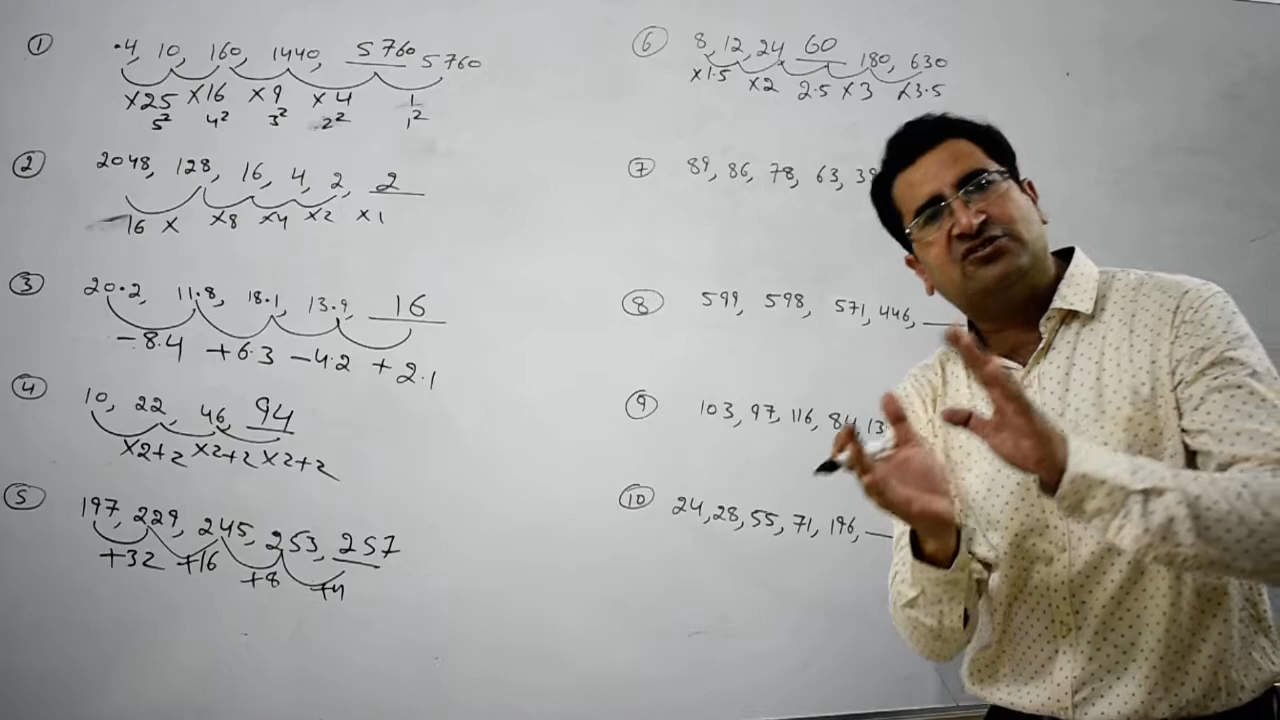 ① .4, 10, 160, 1440, 5760 5760
×25 ×16 ×9 ×4 1
5² 4² 3² 2² 1²
② 2048, 128, 16, 4, 2, 2
16 × ×8 ×4 ×2 ×1
③ 20.2, 11.8, 18.1, 13.9, 16
-8.4 +6.3 -4.2 +2.1
④ 10, 22, 46, 94
×2+2 ×2+2 ×2+2
⑤ 197, 229, 245, 253, 257
+32 +16 +8 +4
⑥ 8, 12, 24 60 180, 630
×1.5 ×2 2.5 ×3 ×3.5
⑦ 89, 86, 78, 63,
⑧ 599, 598, 571, 446, __
⑨ 103, 97, 116, 84,
⑩ 24, 28, 55, 71, 196, __